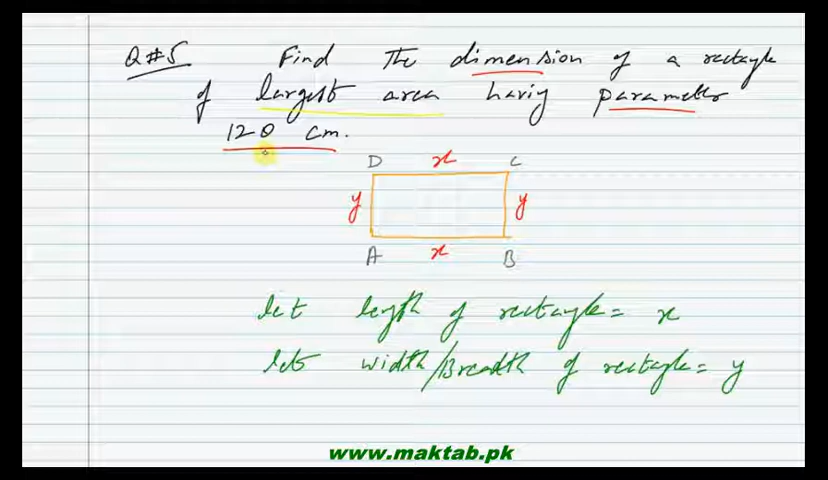 Q#5 Find the dimension of a rectangle
of largest area having parameter
120 cm.
D x C
y y
A x B
let length of rectangle = x
let width/Breadth of rectangle = y
www.maktab.pk